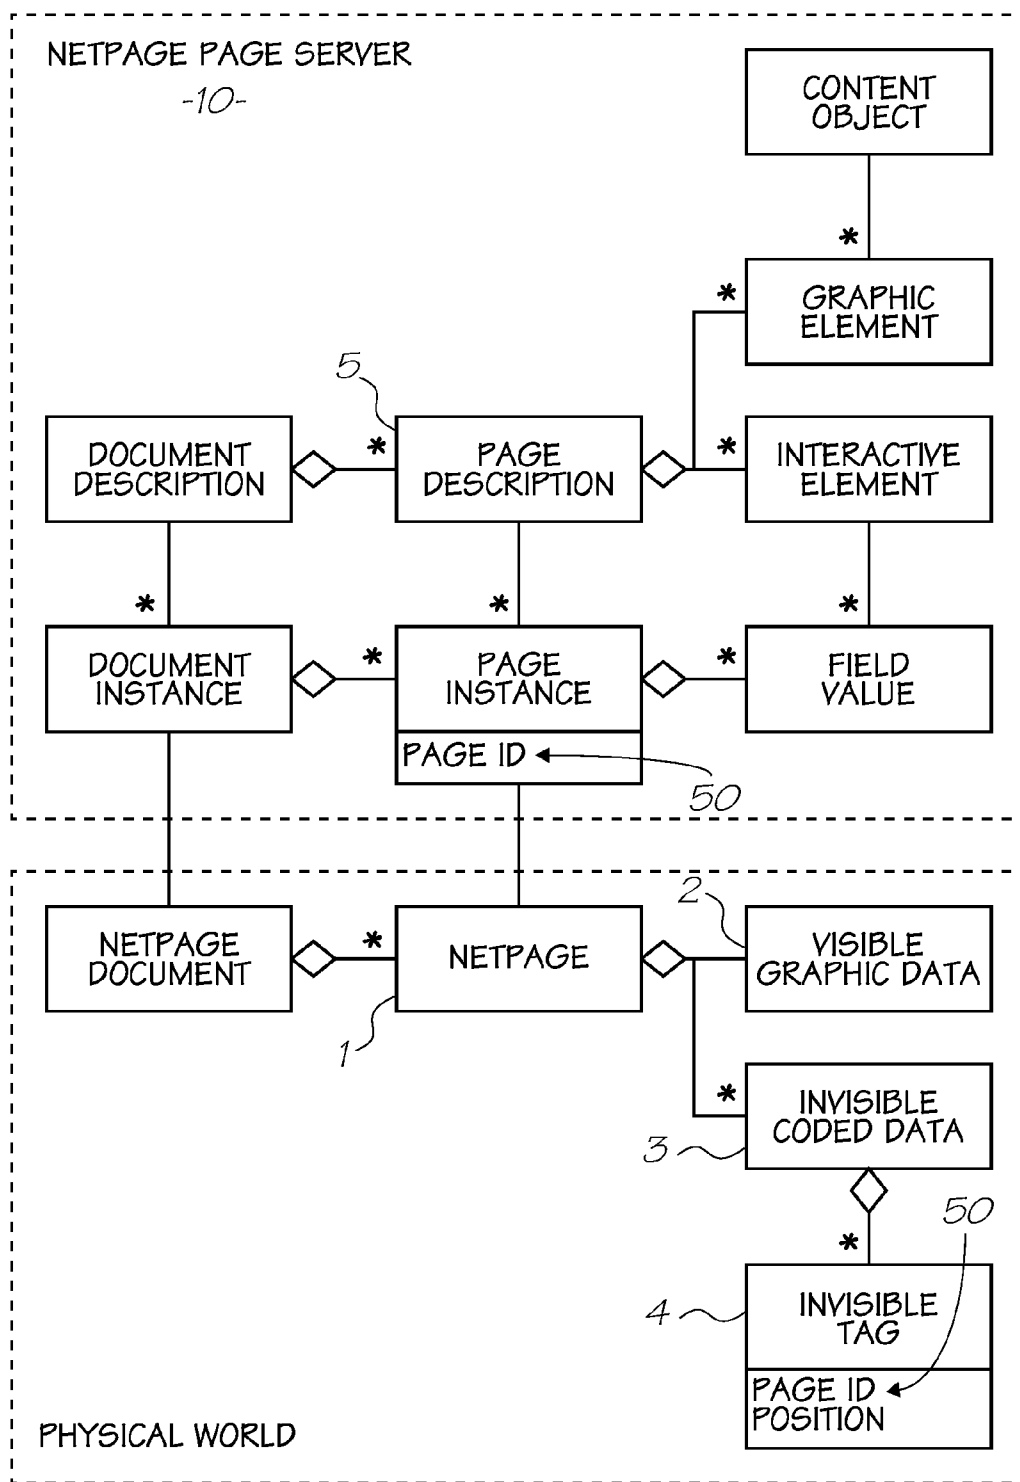 NETPAGE PAGE SERVER
-10-
CONTENT
OBJECT
*
GRAPHIC
ELEMENT
*
5
DOCUMENT
DESCRIPTION
*
PAGE
DESCRIPTION
*
INTERACTIVE
ELEMENT
*
*
*
DOCUMENT
INSTANCE
*
PAGE
INSTANCE
*
FIELD
VALUE
PAGE ID
50
2
NETPAGE
DOCUMENT
*
NETPAGE
VISIBLE
GRAPHIC DATA
1
*
INVISIBLE
CODED DATA
3
50
*
4
INVISIBLE
TAG
PAGE ID
POSITION
PHYSICAL WORLD